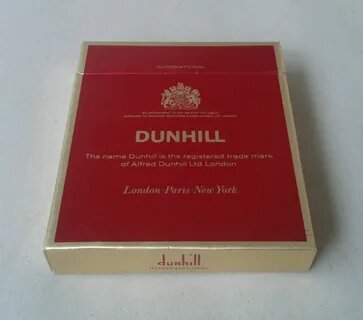 INTERNATIONAL
DUNHILL
The name Dunhill is the registered trade mark
of Alfred Dunhill Ltd London
London Paris New York
dunhill
INTERNATIONAL